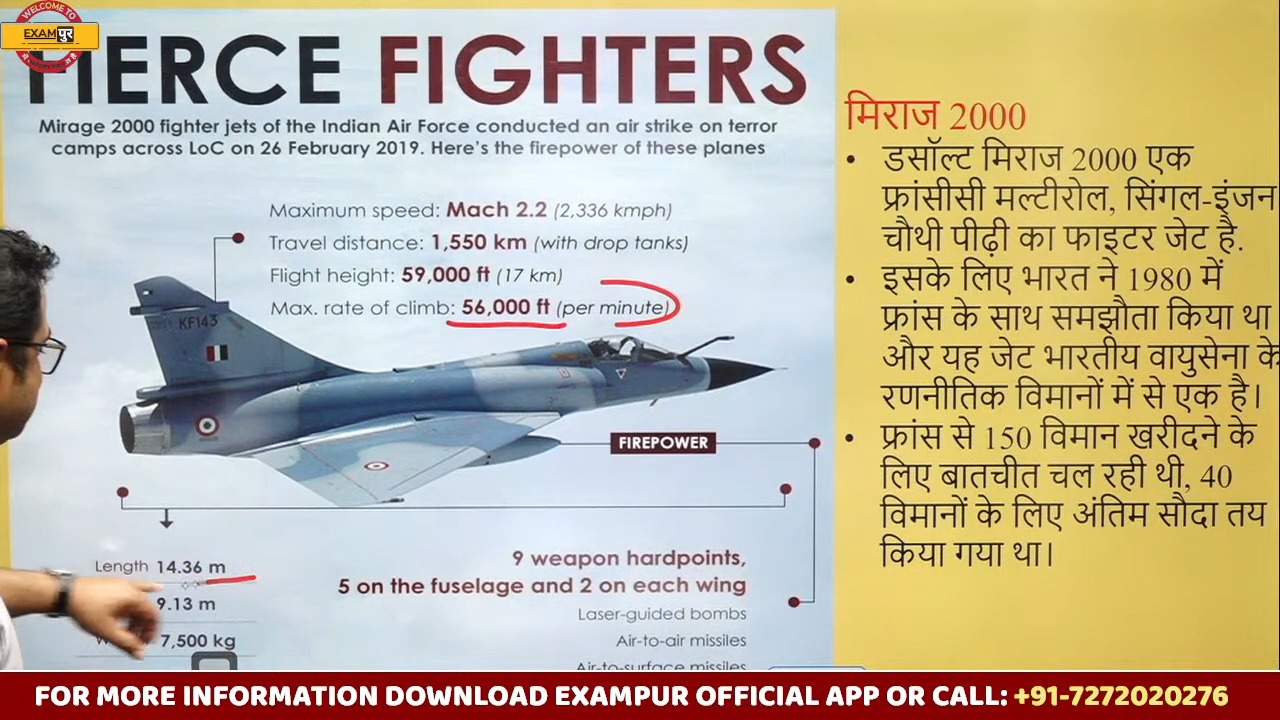 WELCOME TO
EXAMपुर
FIERCE FIGHTERS
Mirage 2000 fighter jets of the Indian Air Force conducted an air strike on terror
camps across LoC on 26 February 2019. Here's the firepower of these planes
Maximum speed: Mach 2.2 (2,336 kmph)
Travel distance: 1,550 km (with drop tanks)
Flight height: 59,000 ft (17 km)
Max. rate of climb: 56,000 ft (per minute)
KF143
FIREPOWER
Length 14.36 m
9.13 m
7,500 kg
9 weapon hardpoints,
5 on the fuselage and 2 on each wing
Laser-guided bombs
Air-to-air missiles
Air-to-surface missiles
मिराज 2000
• डसॉल्ट मिराज 2000 एक
फ्रांसीसी मल्टीरोल, सिंगल-इंजन
चौथी पीढ़ी का फाइटर जेट है.
• इसके लिए भारत ने 1980 में
फ्रांस के साथ समझौता किया था
और यह जेट भारतीय वायुसेना के
रणनीतिक विमानों में से एक है।
• फ्रांस से 150 विमान खरीदने के
लिए बातचीत चल रही थी, 40
विमानों के लिए अंतिम सौदा तय
किया गया था।
FOR MORE INFORMATION DOWNLOAD EXAMPUR OFFICIAL APP OR CALL: +91-7272020276